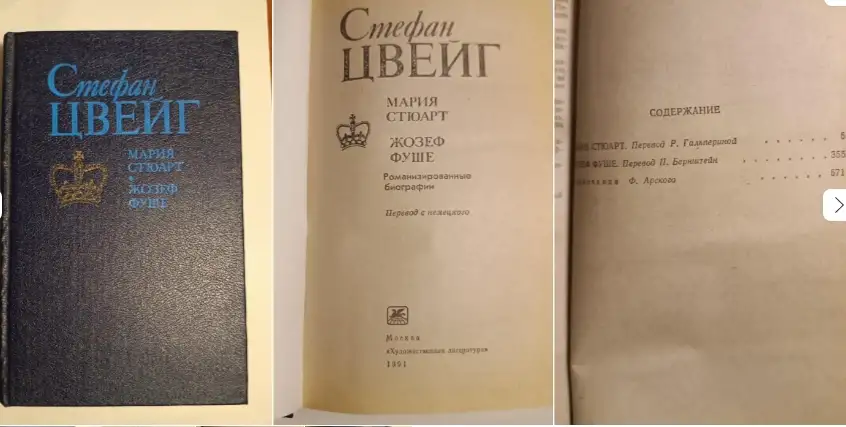 Стефан
ЦВЕЙГ
МАРИЯ
СТЮАРТ
ЖОЗЕФ
ФУШЕ
Стефан
ЦВЕЙГ
МАРИЯ
СТЮАРТ
ЖОЗЕФ
ФУШЕ
Романизированные
биографии
Перевод с немецкого
Москва
«Художественная литература»
1991
СОДЕРЖАНИЕ
СТЮАРТ. Перевод Р. Гальпериной . . . . . 5
ФУШЕ. Перевод П. Бернштейн . . . . . . 355
Ф. Арского . . . . . . 571